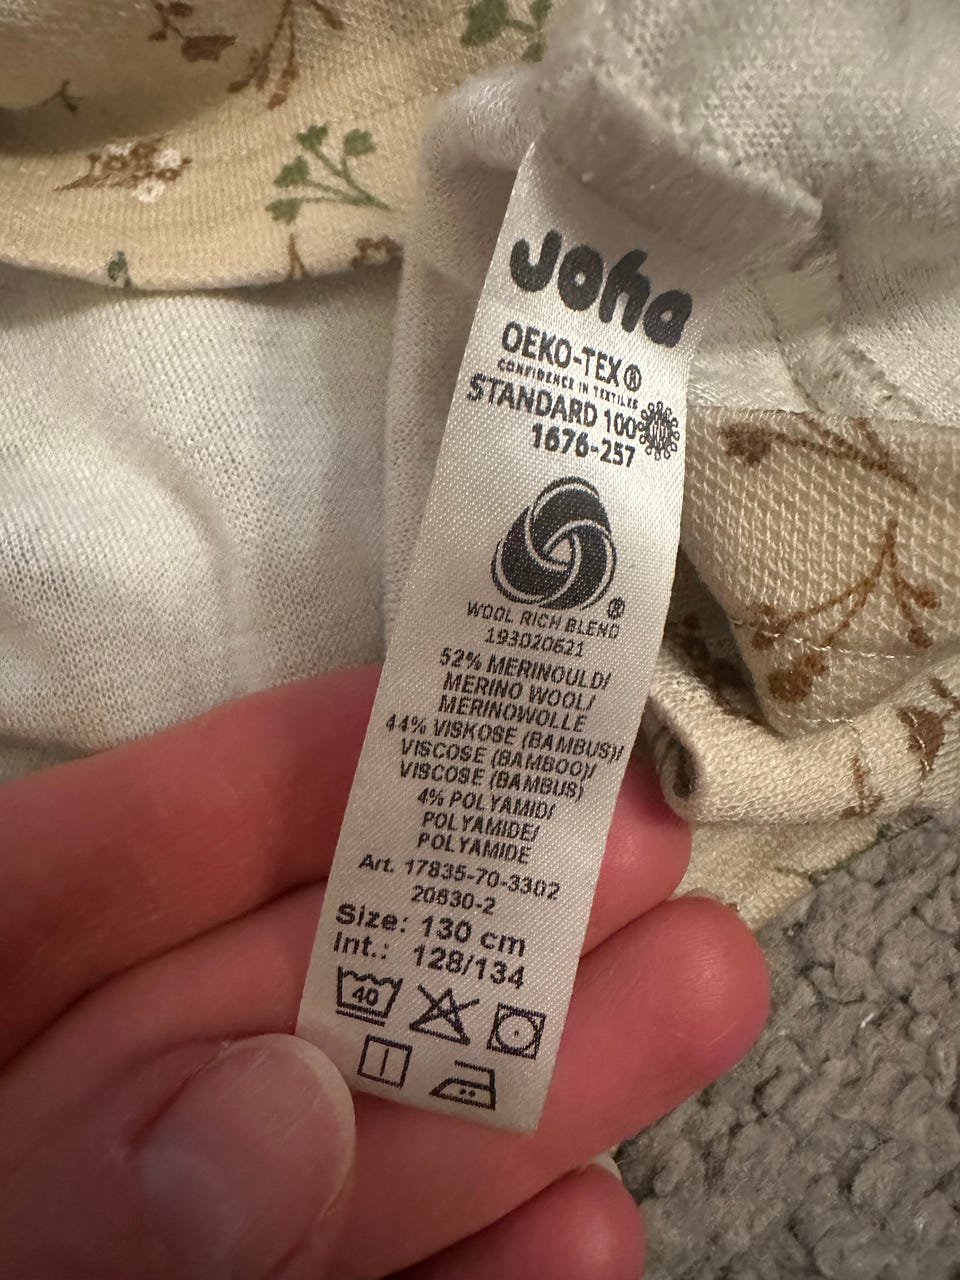 Joha
OEKO-TEX®
CONFIDENCE IN TEXTILES
STANDARD 100
1676-257
®
WOOL RICH BLEND
193020621
52% MERINOULD/
MERINO WOOL/
MERINOWOLLE
44% VISKOSE (BAMBUS)/
VISCOSE (BAMBOO)/
VISCOSE (BAMBUS)
4% POLYAMID/
POLYAMIDE/
POLYAMIDE
Art. 17835-70-3302
20630-2
Size: 130 cm
Int.: 128/134
40